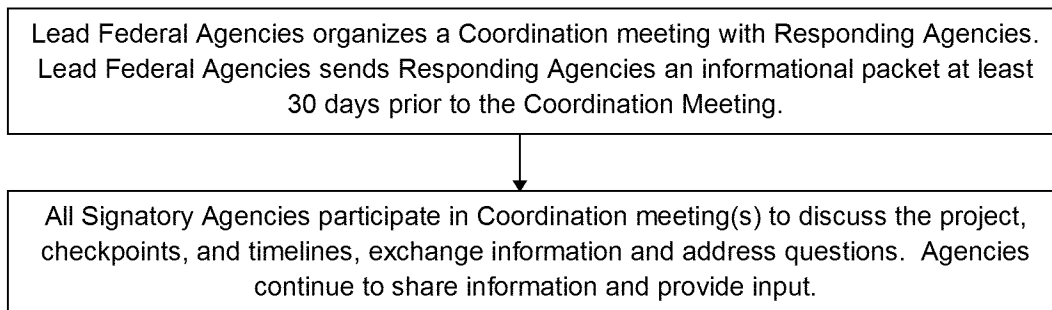 Lead Federal Agencies organizes a Coordination meeting with Responding Agencies.
Lead Federal Agencies sends Responding Agencies an informational packet at least
30 days prior to the Coordination Meeting.
All Signatory Agencies participate in Coordination meeting(s) to discuss the project,
checkpoints, and timelines, exchange information and address questions.  Agencies
continue to share information and provide input.